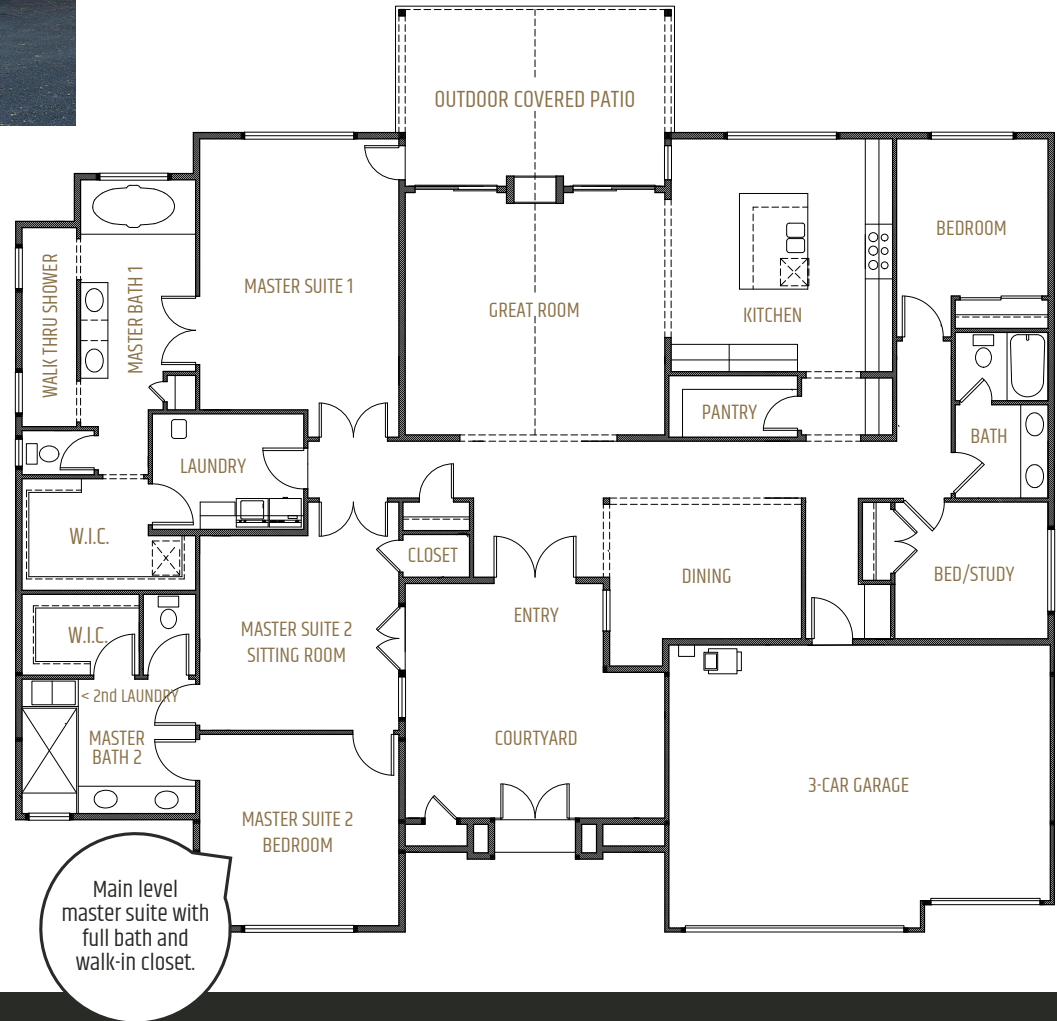 OUTDOOR COVERED PATIO
BEDROOM
WALK THRU SHOWER
MASTER BATH 1
MASTER SUITE 1
GREAT ROOM
KITCHEN
PANTRY
BATH
LAUNDRY
W.I.C.
CLOSET
DINING
BED/STUDY
ENTRY
W.I.C.
MASTER SUITE 2
SITTING ROOM
< 2nd LAUNDRY
MASTER
BATH 2
COURTYARD
3-CAR GARAGE
MASTER SUITE 2
BEDROOM
Main level
master suite with
full bath and
walk-in closet.